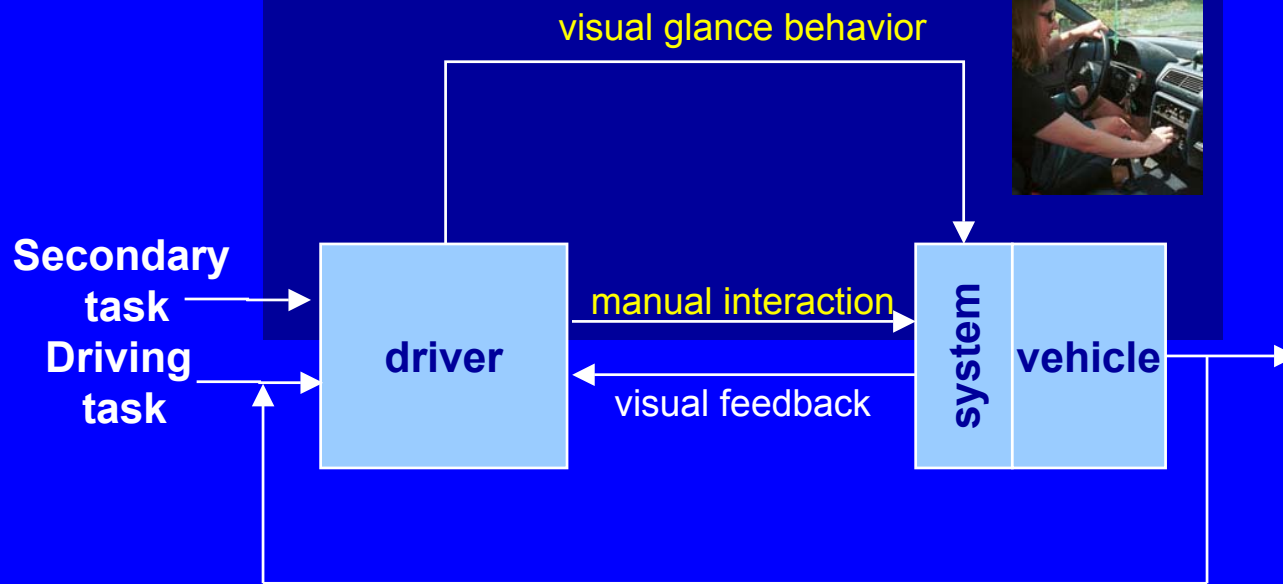 visual glance behavior
Secondary
task
Driving
task
driver
manual interaction
visual feedback
system
vehicle